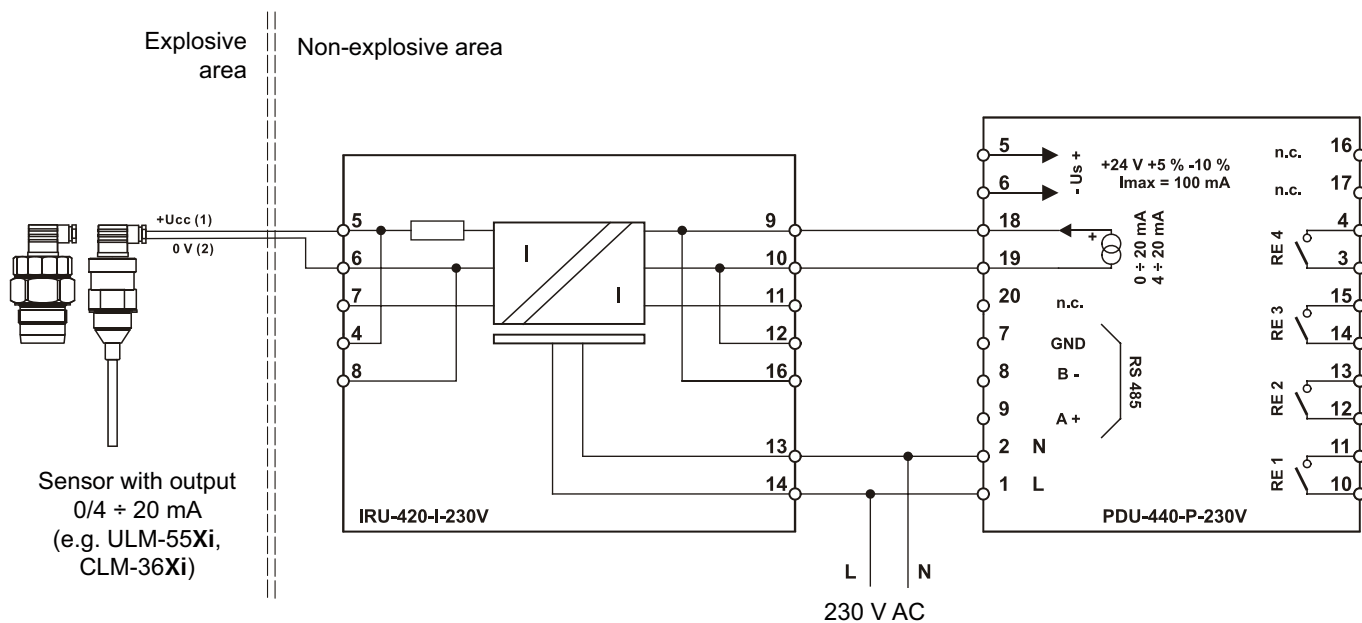 Explosive
area
Non-explosive area
+Ucc (1)
0 V (2)
Sensor with output
0/4 ÷ 20 mA
(e.g. ULM-55Xi,
CLM-36Xi)
5
6
7
4
8
I
I
9
10
11
12
16
13
14
IRU-420-I-230V
L
N
230 V AC
5
6
18
19
20
7
8
9
2
1
- Us +
+24 V +5 % -10 %
Imax = 100 mA
+
0 ÷ 20 mA
4 ÷ 20 mA
n.c.
GND
B -
A +
RS 485
N
L
n.c.
n.c.
16
17
4
3
15
14
13
12
11
10
RE 4
RE 3
RE 2
RE 1
PDU-440-P-230V